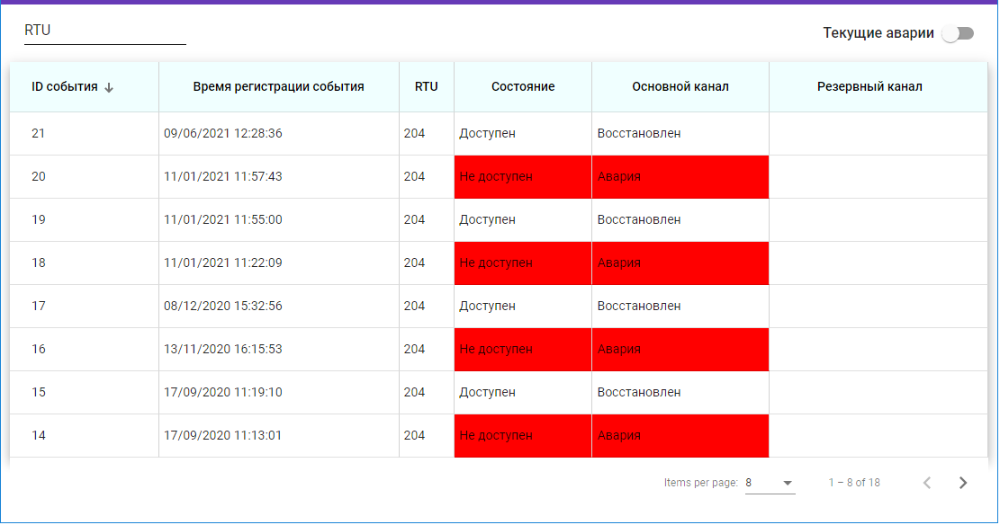 RTU
Текущие аварии
ID события Время регистрации события RTU Состояние Основной канал Резервный канал
21 09/06/2021 12:28:36 204 Доступен Восстановлен
20 11/01/2021 11:57:43 204 Не доступен Авария
19 11/01/2021 11:55:00 204 Доступен Восстановлен
18 11/01/2021 11:22:09 204 Не доступен Авария
17 08/12/2020 15:32:56 204 Доступен Восстановлен
16 13/11/2020 16:15:53 204 Не доступен Авария
15 17/09/2020 11:19:10 204 Доступен Восстановлен
14 17/09/2020 11:13:01 204 Не доступен Авария
Items per page: 8 1 – 8 of 18